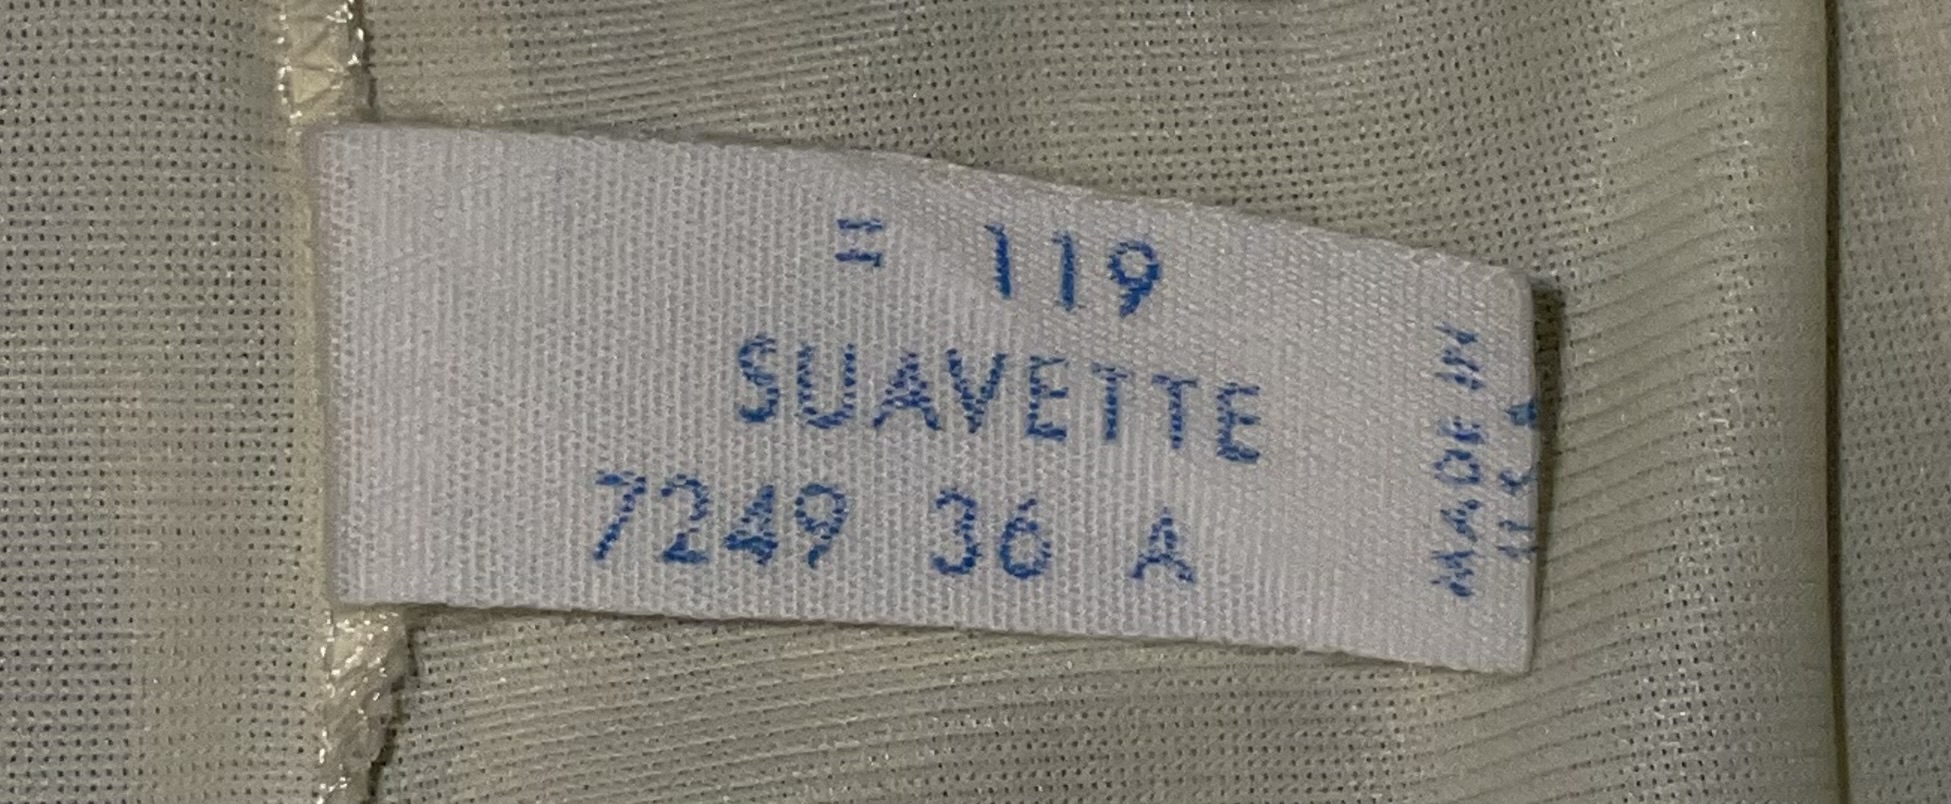 = 119
SUAVETTE
7249 36 A
MADE IN